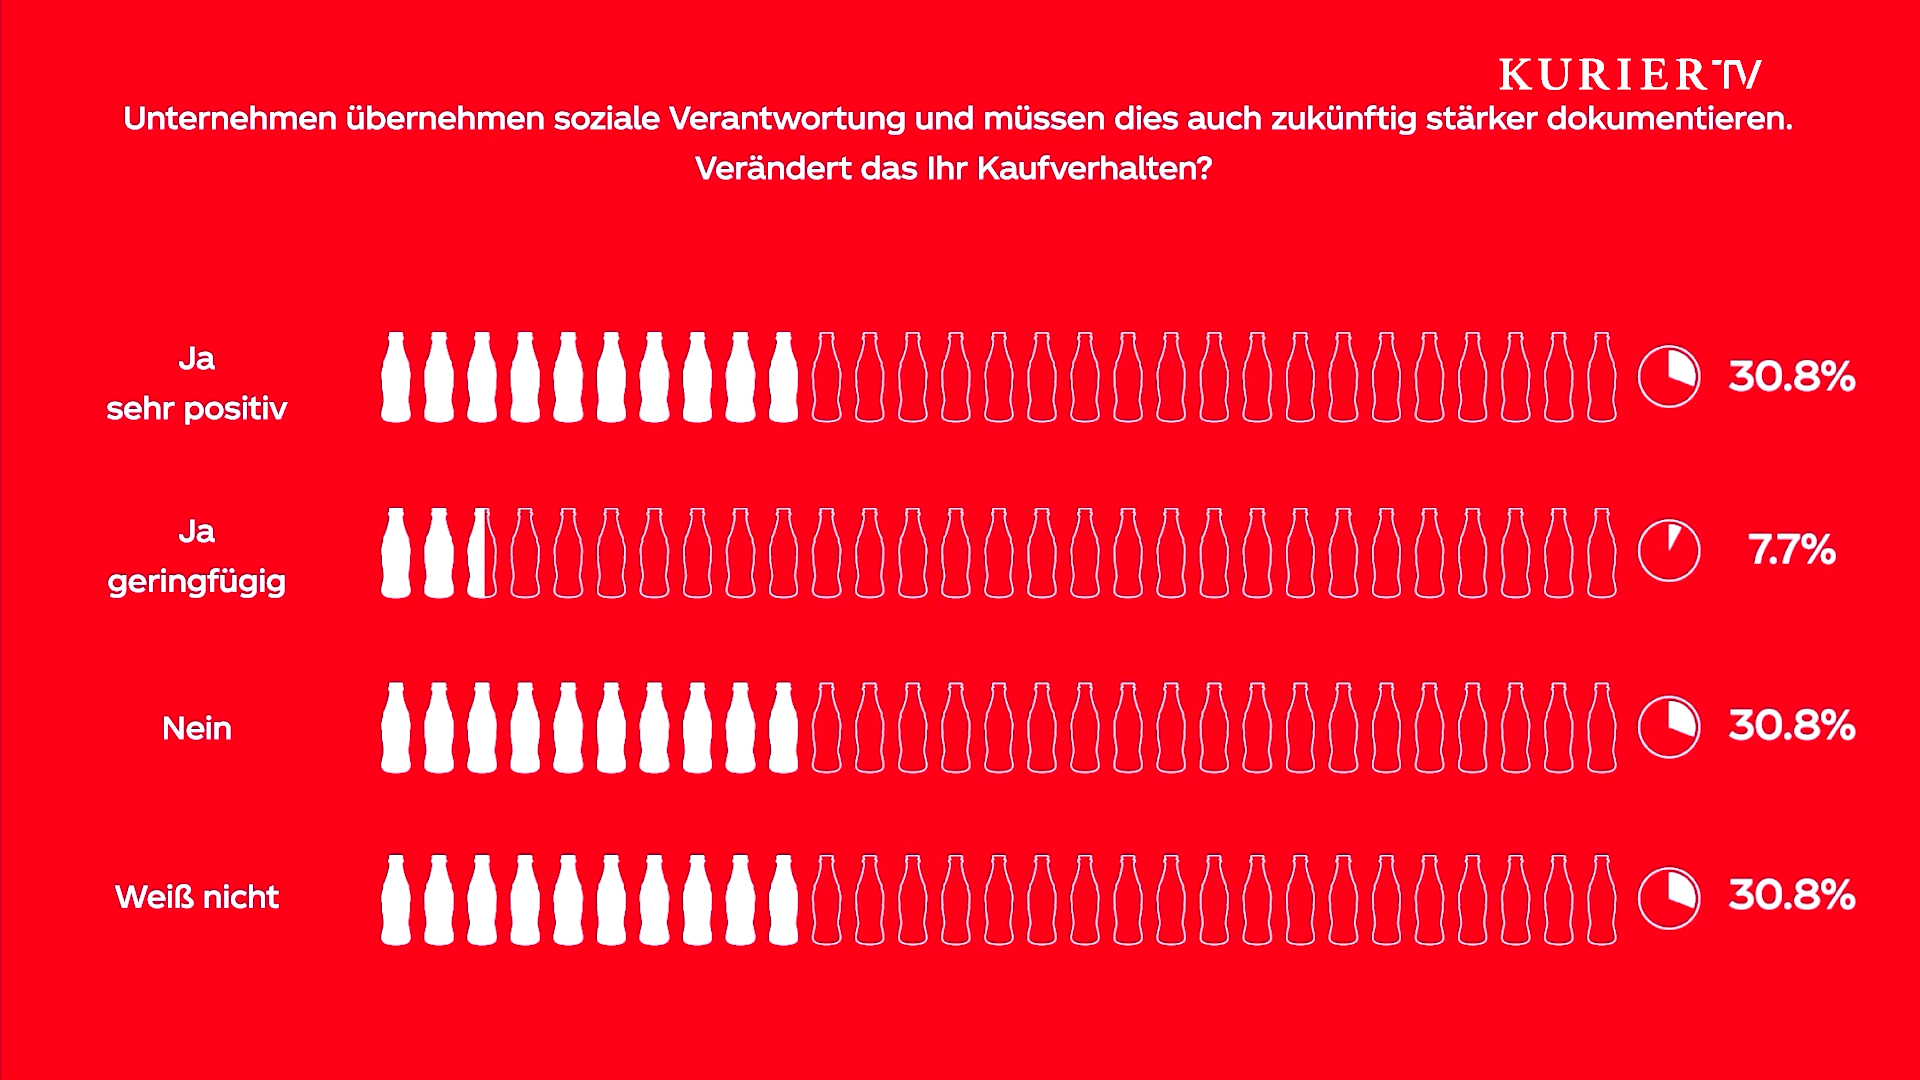 KURIER TV
Unternehmen übernehmen soziale Verantwortung und müssen dies auch zukünftig stärker dokumentieren.
Verändert das Ihr Kaufverhalten?
Ja
sehr positiv
30.8%
Ja
geringfügig
7.7%
Nein
30.8%
Weiß nicht
30.8%